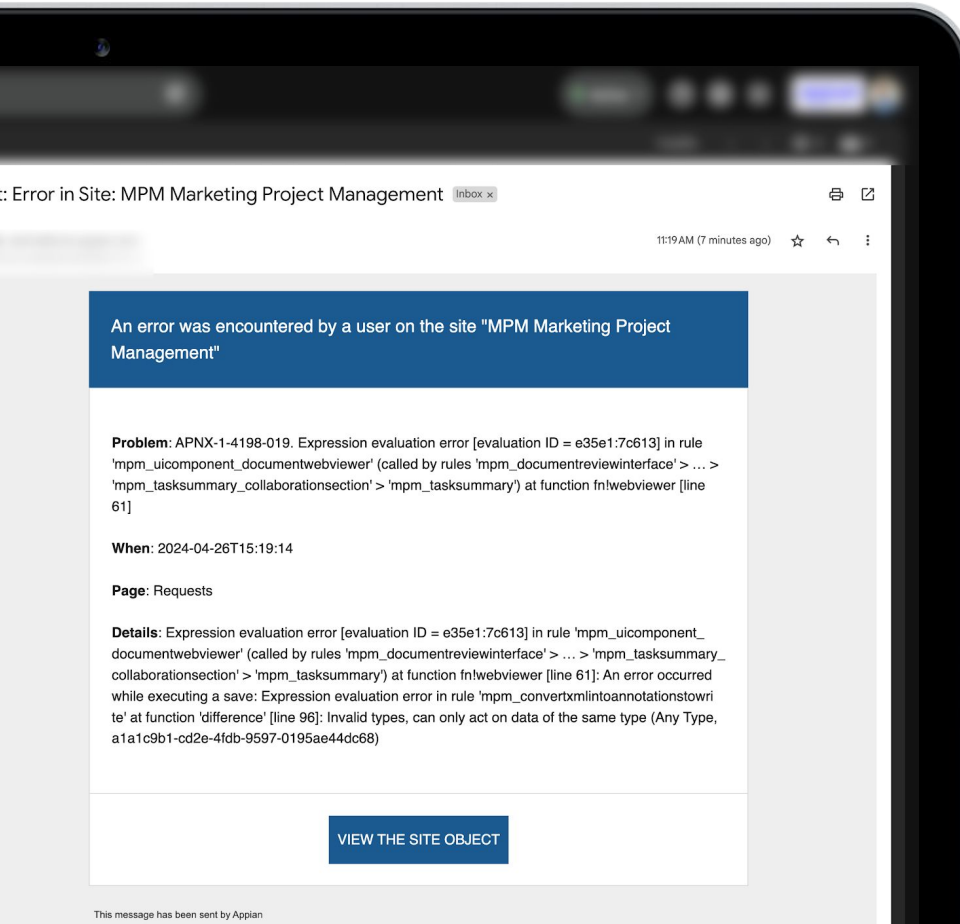 t: Error in Site: MPM Marketing Project Management Inbox ×
11:19 AM (7 minutes ago)
An error was encountered by a user on the site "MPM Marketing Project
Management"
Problem: APNX-1-4198-019. Expression evaluation error [evaluation ID = e35e1:7c613] in rule
'mpm_uicomponent_documentwebviewer' (called by rules 'mpm_documentreviewinterface' > … >
'mpm_tasksummary_collaborationsection' > 'mpm_tasksummary') at function fn!webviewer [line
61]
When: 2024-04-26T15:19:14
Page: Requests
Details: Expression evaluation error [evaluation ID = e35e1:7c613] in rule 'mpm_uicomponent_
documentwebviewer' (called by rules 'mpm_documentreviewinterface' > … > 'mpm_tasksummary_
collaborationsection' > 'mpm_tasksummary') at function fn!webviewer [line 61]: An error occurred
while executing a save: Expression evaluation error in rule 'mpm_convertxmlintoannotationstowri
te' at function 'difference' [line 96]: Invalid types, can only act on data of the same type (Any Type,
a1a1c9b1-cd2e-4fdb-9597-0195ae44dc68)
VIEW THE SITE OBJECT
This message has been sent by Appian